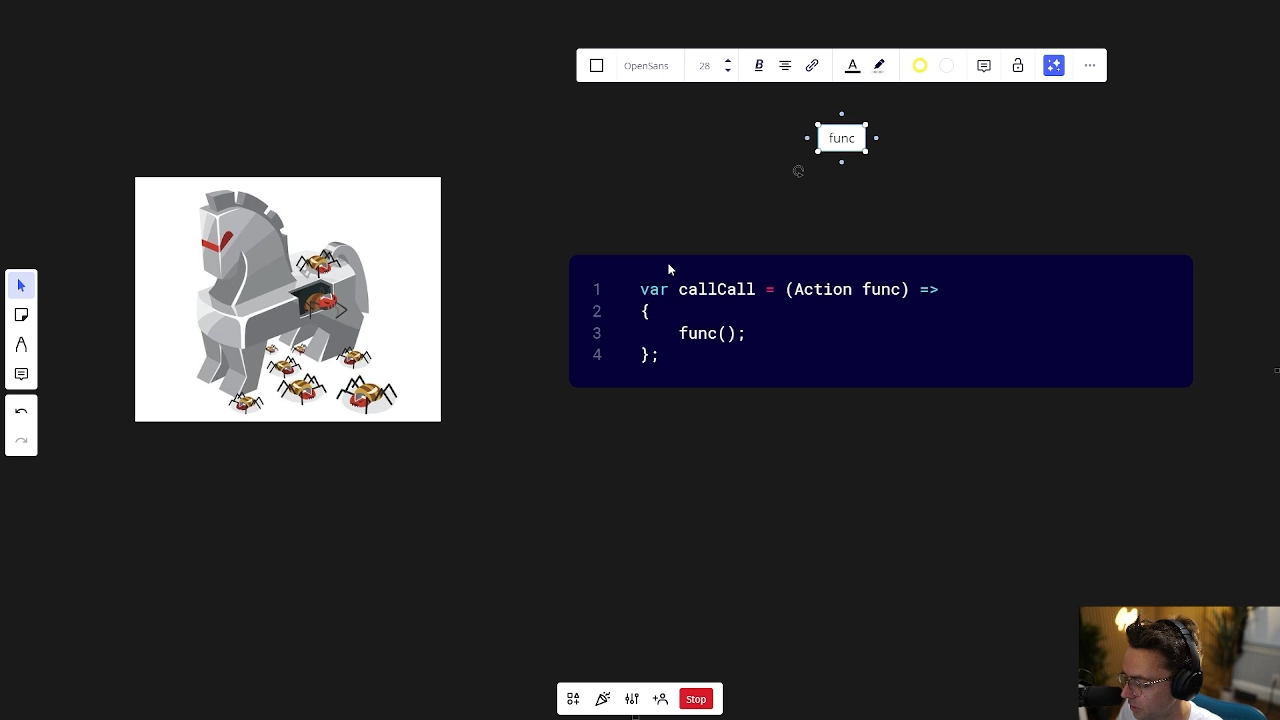 OpenSans 28 B A
func
1 var callCall = (Action func) =>
2 {
3 func();
4 };
Stop